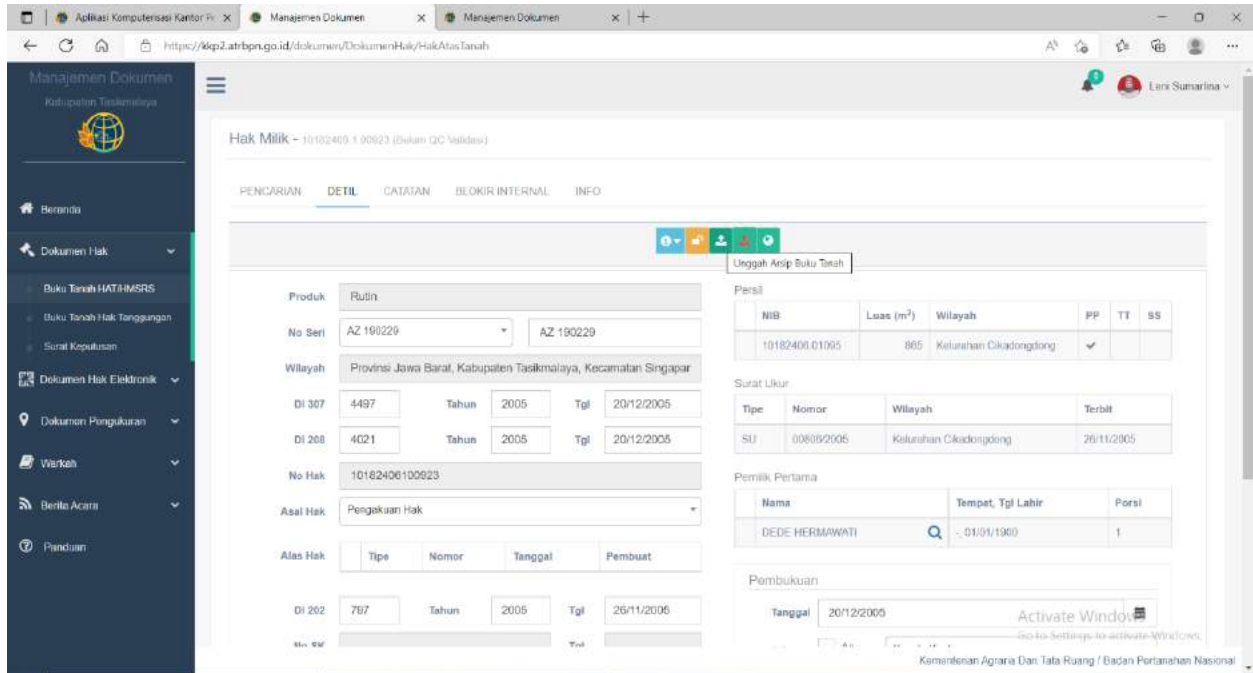 Aplikasi Komputerisasi Kantor Pe
Manajemen Dokumen
Manajemen Dokumen
https://kkp2.atrbpn.go.id/dokumen/DokumenHak/HakAtasTanah
Manajemen Dokumen
Kabupaten Tasikmalaya
Leni Sumarlina
Hak Milik - 10182406.1.00923 (Belum QC Validasi)
PENCARIAN DETIL CATATAN BLOKIR INTERNAL INFO
Unggah Arsip Buku Tanah
Beranda
Dokumen Hak
Buku Tanah HAT/HMSRS
Buku Tanah Hak Tanggungan
Surat Keputusan
Dokumen Hak Elektronik
Dokumen Pengukuran
Warkah
Berita Acara
Panduan
Produk Rutin
No Seri AZ 190229 AZ 190229
Wilayah Provinsi Jawa Barat, Kabupaten Tasikmalaya, Kecamatan Singapar
DI 307 4497 Tahun 2005 Tgl 20/12/2005
DI 208 4021 Tahun 2005 Tgl 20/12/2005
No Hak 10182406100923
Asal Hak Pengakuan Hak
Alas Hak Tipe Nomor Tanggal Pembuat
DI 202 787 Tahun 2005 Tgl 26/11/2005
No SK Tgl
Persil
NIB Luas (m²) Wilayah PP TT SS
10182406.01095 865 Kelurahan Cikadongdong
Surat Ukur
Tipe Nomor Wilayah Terbit
SU 00806/2005 Kelurahan Cikadongdong 26/11/2005
Pemilik Pertama
Nama Tempat, Tgl Lahir Porsi
DEDE HERMAWATI -, 01/01/1900 1
Pembukuan
Tanggal 20/12/2005
Activate Windows
Go to Settings to activate Windows.
Kementerian Agraria Dan Tata Ruang / Badan Pertanahan Nasional